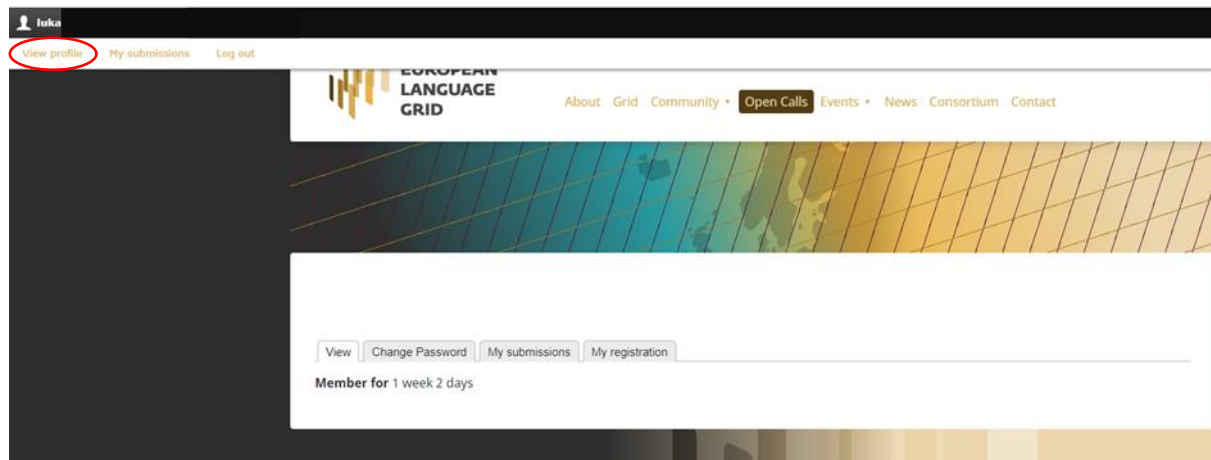 luka
View profile My submissions Log out
EUROPEAN
LANGUAGE
GRID
About Grid Community Open Calls Events News Consortium Contact
View Change Password My submissions My registration
Member for 1 week 2 days